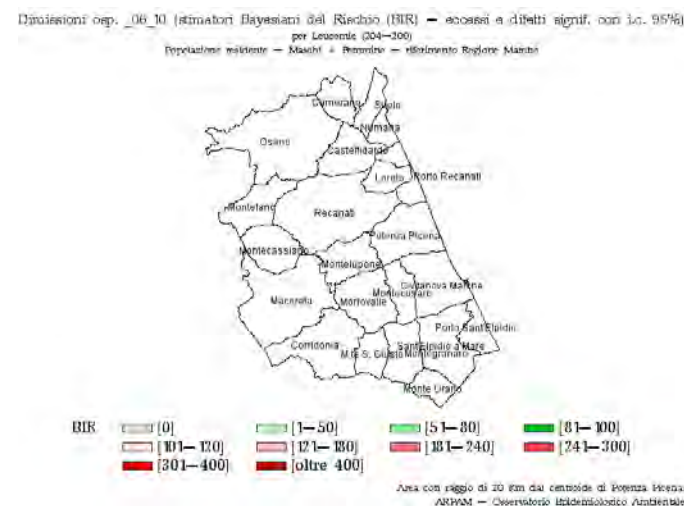 Dimissioni osp. _06_10 (stimatori Bayesiani del Rischio (BIR) — eccessi e difetti signif. con i.c. 95%)
per Leucemie (204—208)
Popolazione residente — Maschi + Femmine — riferimento Regione Marche
Camerano
Sirolo
Numana
Osimo
Castelfidardo
Loreto
Porto Recanati
Montefano
Recanati
Potenza Picena
Montecassiano
Montelupone
Civitanova Marche
Montecosaro
Macerata
Morrovalle
Porto Sant'Elpidio
Corridonia
Sant'Elpidio a Mare
M.te S. Giusto
Montegranaro
Monte Urano
BIR [0] [1—50] [51—80] [81—100]
[101—120] [121—180] [181—240] [241—300]
[301—400] [oltre 400]
Area con raggio di 20 Km dal centroide di Potenza Picena
ARPAM — Osservatorio Epidemiologico Ambientale